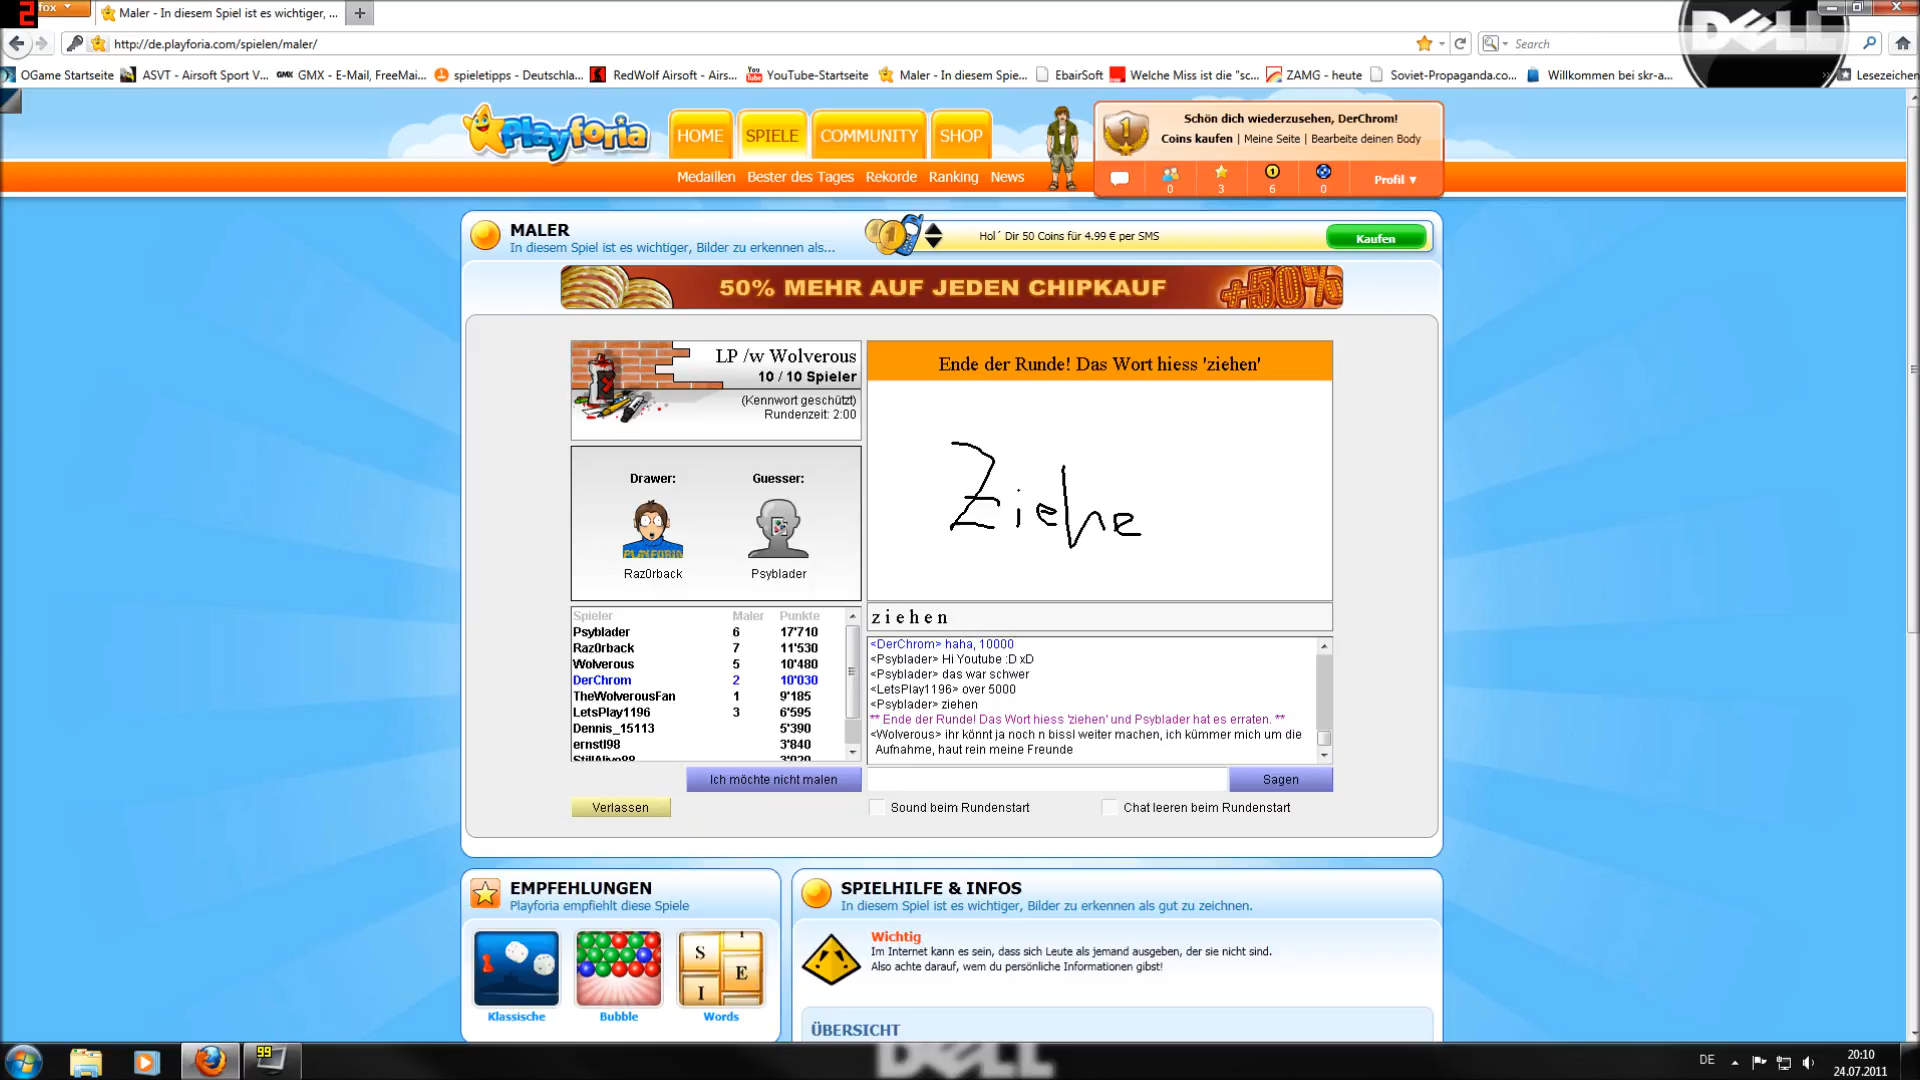 2
fox
Maler - In diesem Spiel ist es wichtiger, ...
http://de.playforia.com/spielen/maler/
Search
DELL
OGame Startseite
ASVT - Airsoft Sport V...
GMX - E-Mail, FreeMai...
spieletipps - Deutschla...
RedWolf Airsoft - Airs...
YouTube-Startseite
Maler - In diesem Spie...
EbairSoft
Welche Miss ist die "sc...
ZAMG - heute
Soviet-Propaganda.co...
Willkommen bei skr-a...
Lesezeichen
Playforia
HOME
SPIELE
COMMUNITY
SHOP
Schön dich wiederzusehen, DerChrom!
Coins kaufen | Meine Seite | Bearbeite deinen Body
0 3 6 0
Profil ▼
Medaillen Bester des Tages Rekorde Ranking News
MALER
In diesem Spiel ist es wichtiger, Bilder zu erkennen als...
Hol´ Dir 50 Coins für 4.99 € per SMS
Kaufen
50% MEHR AUF JEDEN CHIPKAUF
+50%
LP /w Wolverous
10 / 10 Spieler
(Kennwort geschützt)
Rundenzeit: 2:00
Ende der Runde! Das Wort hiess 'ziehen'
Ziehe
Drawer: Guesser:
PLAYFORIA
Raz0rback Psyblader
z i e h e n
Spieler Maler Punkte
Psyblader 6 17'710
Raz0rback 7 11'530
Wolverous 5 10'480
DerChrom 2 10'030
TheWolverousFan 1 9'185
LetsPlay1196 3 6'595
Dennis_15113 5'390
ernstl98 3'840
StillAlive88 3'020
<DerChrom> haha, 10000
<Psyblader> Hi Youtube :D xD
<Psyblader> das war schwer
<LetsPlay1196> over 5000
<Psyblader> ziehen
** Ende der Runde! Das Wort hiess 'ziehen' und Psyblader hat es erraten. **
<Wolverous> ihr könnt ja noch n bissl weiter machen, ich kümmer mich um die
Aufnahme, haut rein meine Freunde
Ich möchte nicht malen
Sagen
Verlassen
Sound beim Rundenstart
Chat leeren beim Rundenstart
EMPFEHLUNGEN
Playforia empfiehlt diese Spiele
S
E
I
Klassische
Bubble
Words
SPIELHILFE & INFOS
In diesem Spiel ist es wichtiger, Bilder zu erkennen als gut zu zeichnen.
Wichtig
Im Internet kann es sein, dass sich Leute als jemand ausgeben, der sie nicht sind.
Also achte darauf, wem du persönliche Informationen gibst!
ÜBERSICHT
99
DELL
DE
20:10
24.07.2011